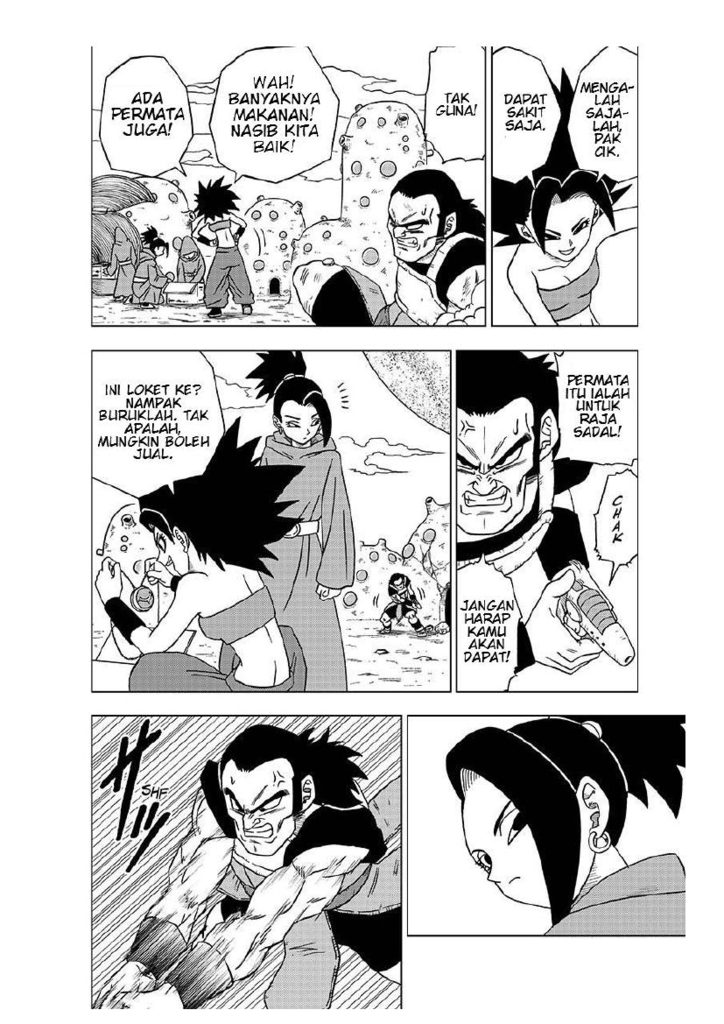 MENGA-
LAH
SAJA-
LAH,
PAK
CIK.
DAPAT
SAKIT
SAJA.
TAK
GUNA!
WAH!
BANYAKNYA
MAKANAN!
NASIB KITA
BAIK!
ADA
PERMATA
JUGA!
PERMATA
ITU IALAH
UNTUK
RAJA
SADAL!
CHAK
JANGAN
HARAP
KAMU
AKAN
DAPAT!
INI LOKET KE?
NAMPAK
BURUKLAH. TAK
APALAH,
MUNGKIN BOLEH
JUAL.
SHF